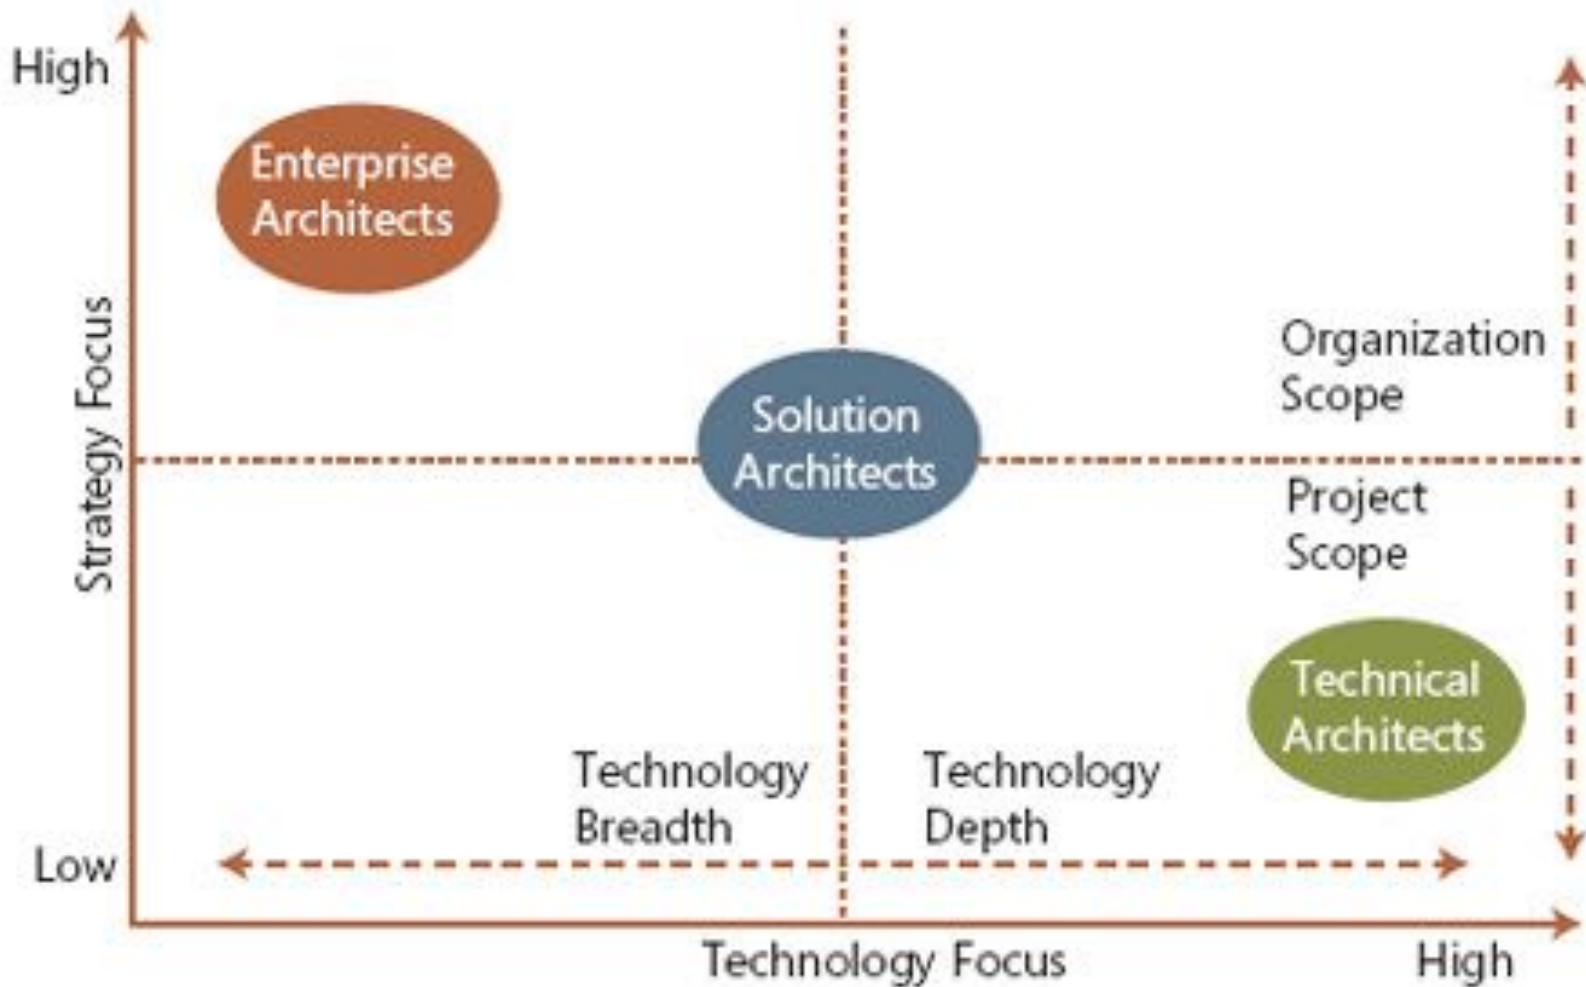 High
Enterprise
Architects
Strategy Focus
Organization
Scope
Solution
Architects
Project
Scope
Technical
Architects
Technology
Breadth
Technology
Depth
Low
Technology Focus
High